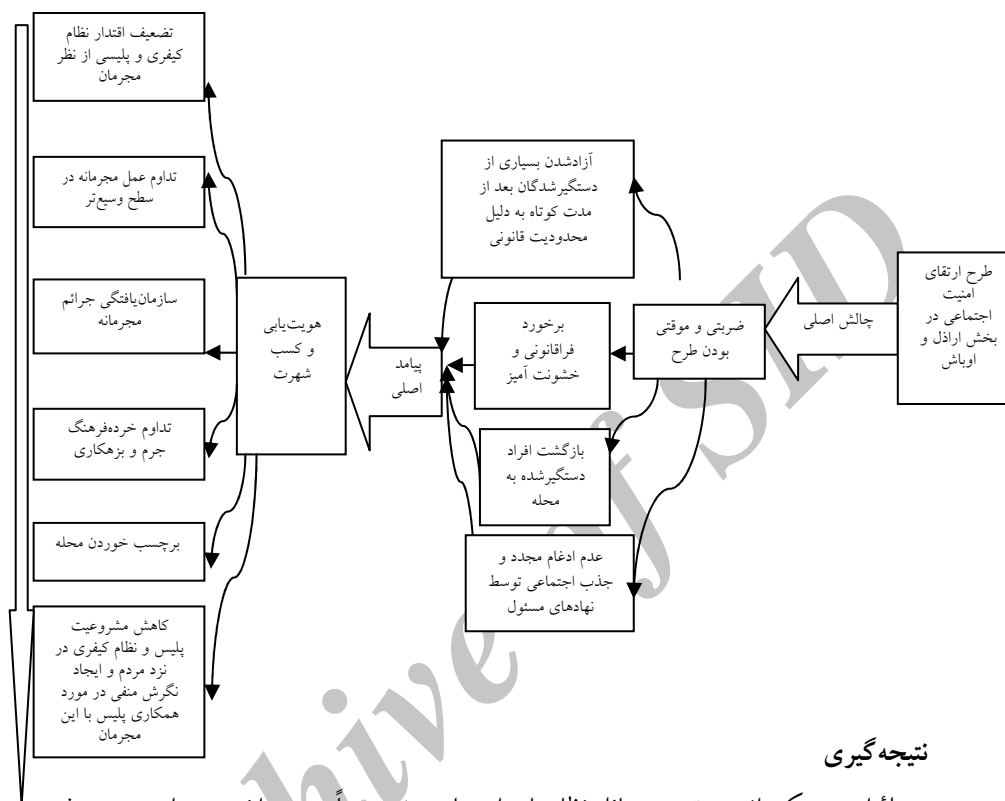 طرح ارتقای
امنیت
اجتماعی در
بخش اراذل و
اوباش
چالش اصلی
ضربتی و موقتی
بودن طرح
آزادشدن بسیاری از
دستگیرشدگان بعد از
مدت کوتاه به دلیل
محدودیت قانونی
برخورد
فراقانونی و
خشونت آمیز
بازگشت افراد
دستگیرشده به
محله
عدم ادغام مجدد و
جذب اجتماعی توسط
نهادهای مسئول
پیامد
اصلی
هویت‌یابی
و کسب
شهرت
تضعیف اقتدار نظام
کیفری و پلیسی از نظر
مجرمان
تداوم عمل مجرمانه در
سطح وسیع‌تر
سازمان‌یافتگی جرائم
مجرمانه
تداوم خرده‌فرهنگ
جرم و بزهکاری
برچسب خوردن محله
کاهش مشروعیت
پلیس و نظام کیفری در
نزد مردم و ایجاد
نگرش منفی در مورد
همکاری پلیس با این
مجرمان
نتیجه‌گیری
hive of SID